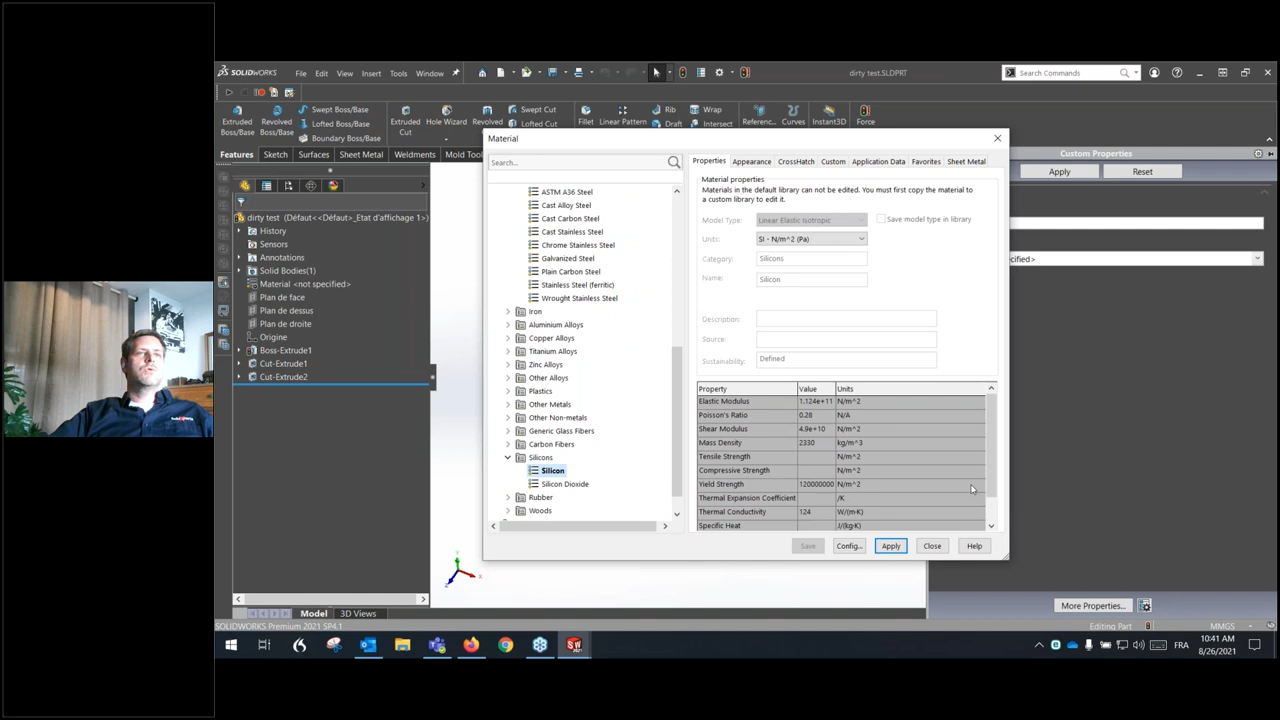 SOLIDWORKS File Edit View Insert Tools Window dirty test.SLDPRT Search Commands
Extruded Boss/Base
Revolved Boss/Base
Swept Boss/Base
Lofted Boss/Base
Boundary Boss/Base
Extruded Cut
Hole Wizard
Revolved
Swept Cut
Lofted Cut
Fillet
Linear Pattern
Rib
Draft
Wrap
Intersect
Referenc...
Curves
Instant3D
Force
Features Sketch Surfaces Sheet Metal Weldments Mold Tool
dirty test (Défaut<<Défaut>_Etat d'affichage 1>)
History
Sensors
Annotations
Solid Bodies(1)
Material <not specified>
Plan de face
Plan de dessus
Plan de droite
Origine
Boss-Extrude1
Cut-Extrude1
Cut-Extrude2
Material
Search...
ASTM A36 Steel
Cast Alloy Steel
Cast Carbon Steel
Cast Stainless Steel
Chrome Stainless Steel
Galvanized Steel
Plain Carbon Steel
Stainless Steel (ferritic)
Wrought Stainless Steel
Iron
Aluminium Alloys
Copper Alloys
Titanium Alloys
Zinc Alloys
Other Alloys
Plastics
Other Metals
Other Non-metals
Generic Glass Fibers
Carbon Fibers
Silicons
Silicon
Silicon Dioxide
Rubber
Woods
Properties Appearance CrossHatch Custom Application Data Favorites Sheet Metal
Material properties
Materials in the default library can not be edited. You must first copy the material to
a custom library to edit it.
Model Type: Linear Elastic Isotropic Save model type in library
Units: SI - N/m^2 (Pa)
Category: Silicons
Name: Silicon
Description:
Source:
Sustainability: Defined
Property Value Units
Elastic Modulus 1.124e+11 N/m^2
Poisson's Ratio 0.28 N/A
Shear Modulus 4.9e+10 N/m^2
Mass Density 2330 kg/m^3
Tensile Strength N/m^2
Compressive Strength N/m^2
Yield Strength 120000000 N/m^2
Thermal Expansion Coefficient /K
Thermal Conductivity 124 W/(m·K)
Specific Heat J/(kg·K)
Save Config... Apply Close Help
Custom Properties
Apply Reset
ecified>
More Properties...
Model 3D Views
SOLIDWORKS Premium 2021 SP4.1 Editing Part MMGS
FRA
10:41 AM
8/26/2021